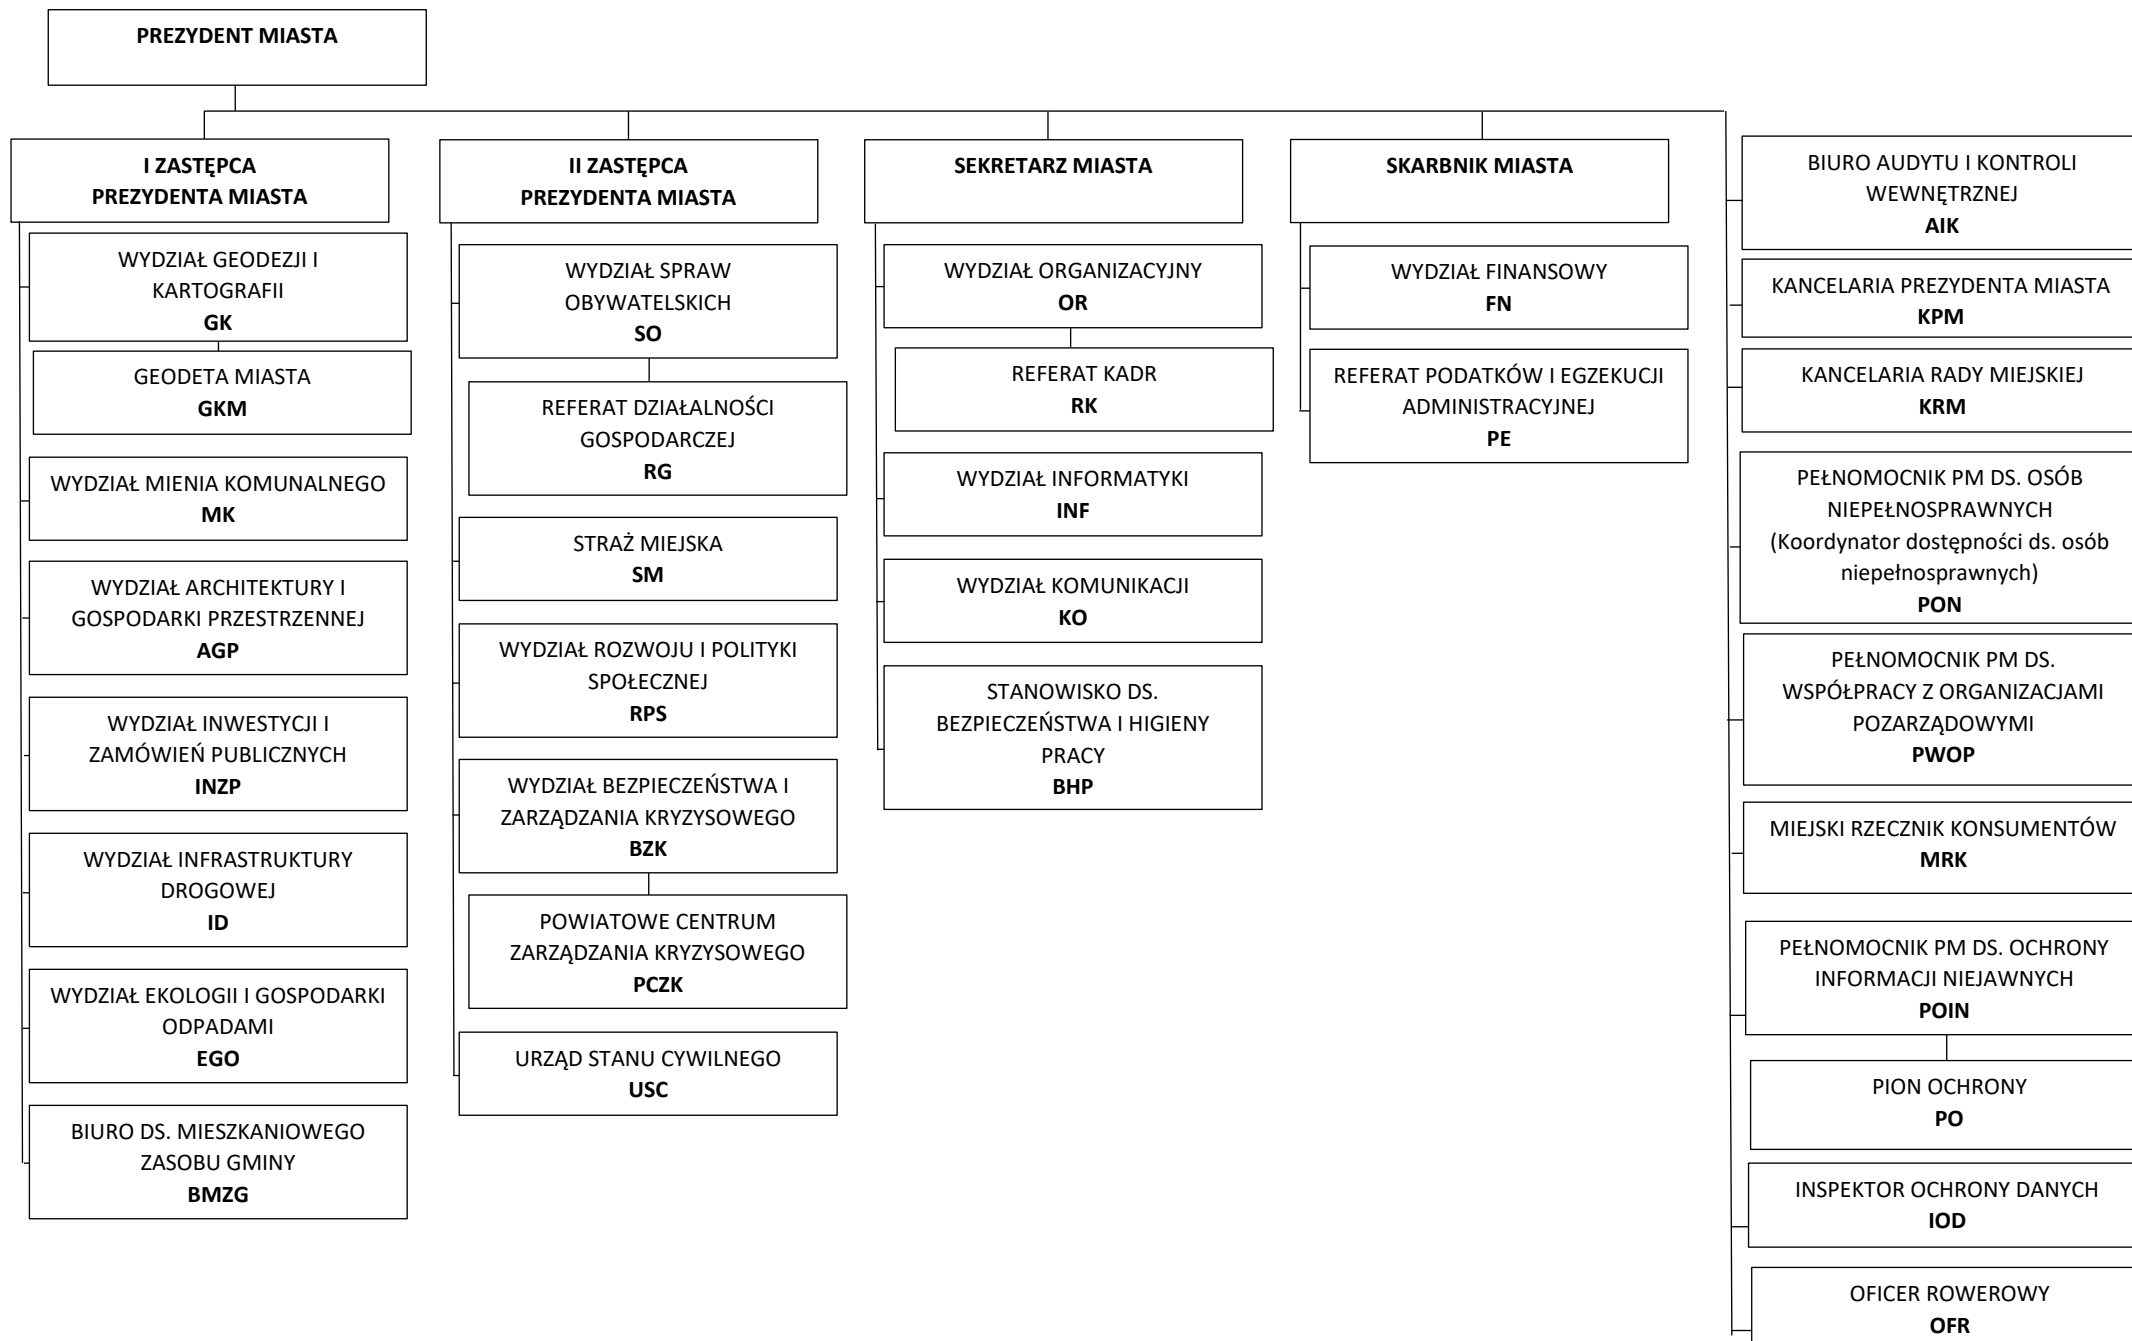 PREZYDENT MIASTA
I ZASTĘPCA
PREZYDENTA MIASTA
WYDZIAŁ GEODEZJI I
KARTOGRAFII
GK
GEODETA MIASTA
GKM
WYDZIAŁ MIENIA KOMUNALNEGO
MK
WYDZIAŁ ARCHITEKTURY I
GOSPODARKI PRZESTRZENNEJ
AGP
WYDZIAŁ INWESTYCJI I
ZAMÓWIEŃ PUBLICZNYCH
INZP
WYDZIAŁ INFRASTRUKTURY
DROGOWEJ
ID
WYDZIAŁ EKOLOGII I GOSPODARKI
ODPADAMI
EGO
BIURO DS. MIESZKANIOWEGO
ZASOBU GMINY
BMZG
II ZASTĘPCA
PREZYDENTA MIASTA
WYDZIAŁ SPRAW
OBYWATELSKICH
SO
REFERAT DZIAŁALNOŚCI
GOSPODARCZEJ
RG
STRAŻ MIEJSKA
SM
WYDZIAŁ ROZWOJU I POLITYKI
SPOŁECZNEJ
RPS
WYDZIAŁ BEZPIECZEŃSTWA I
ZARZĄDZANIA KRYZYSOWEGO
BZK
POWIATOWE CENTRUM
ZARZĄDZANIA KRYZYSOWEGO
PCZK
URZĄD STANU CYWILNEGO
USC
SEKRETARZ MIASTA
WYDZIAŁ ORGANIZACYJNY
OR
REFERAT KADR
RK
WYDZIAŁ INFORMATYKI
INF
WYDZIAŁ KOMUNIKACJI
KO
STANOWISKO DS.
BEZPIECZEŃSTWA I HIGIENY
PRACY
BHP
SKARBNIK MIASTA
WYDZIAŁ FINANSOWY
FN
REFERAT PODATKÓW I EGZEKUCJI
ADMINISTRACYJNEJ
PE
BIURO AUDYTU I KONTROLI
WEWNĘTRZNEJ
AIK
KANCELARIA PREZYDENTA MIASTA
KPM
KANCELARIA RADY MIEJSKIEJ
KRM
PEŁNOMOCNIK PM DS. OSÓB
NIEPEŁNOSPRAWNYCH
(Koordynator dostępności ds. osób
niepełnosprawnych)
PON
PEŁNOMOCNIK PM DS.
WSPÓŁPRACY Z ORGANIZACJAMI
POZARZĄDOWYMI
PWOP
MIEJSKI RZECZNIK KONSUMENTÓW
MRK
PEŁNOMOCNIK PM DS. OCHRONY
INFORMACJI NIEJAWNYCH
POIN
PION OCHRONY
PO
INSPEKTOR OCHRONY DANYCH
IOD
OFICER ROWEROWY
OFR